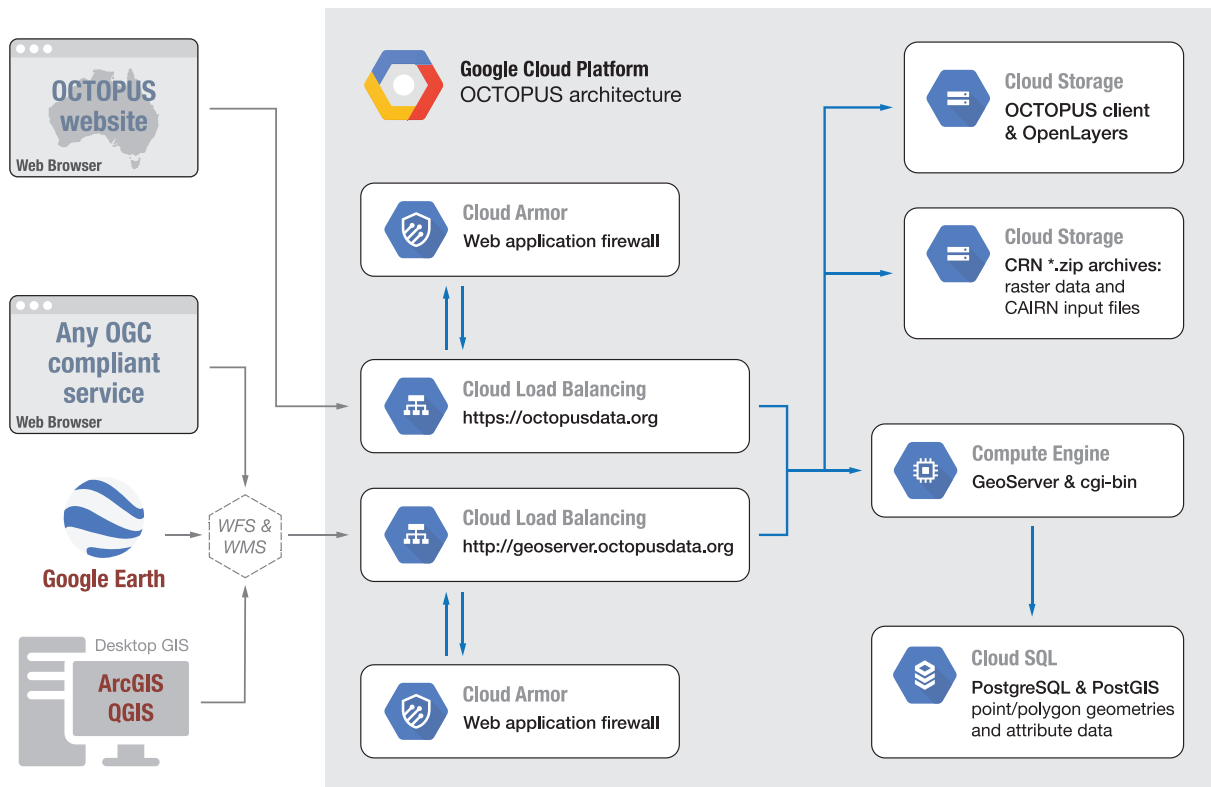 OCTOPUS
website
Web Browser
Any OGC
compliant
service
Web Browser
Google Earth
WFS &
WMS
Desktop GIS
ArcGIS
QGIS
Google Cloud Platform
OCTOPUS architecture
Cloud Armor
Web application firewall
Cloud Load Balancing
https://octopusdata.org
Cloud Load Balancing
http://geoserver.octopusdata.org
Cloud Armor
Web application firewall
Cloud Storage
OCTOPUS client
& OpenLayers
Cloud Storage
CRN *.zip archives:
raster data and
CAIRN input files
Compute Engine
GeoServer & cgi-bin
Cloud SQL
PostgreSQL & PostGIS
point/polygon geometries
and attribute data